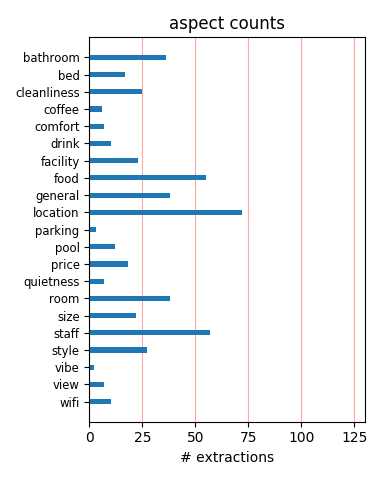 aspect counts
bathroom
bed
cleanliness
coffee
comfort
drink
facility
food
general
location
parking
pool
price
quietness
room
size
staff
style
vibe
view
wifi
0 25 50 75 100 125
# extractions